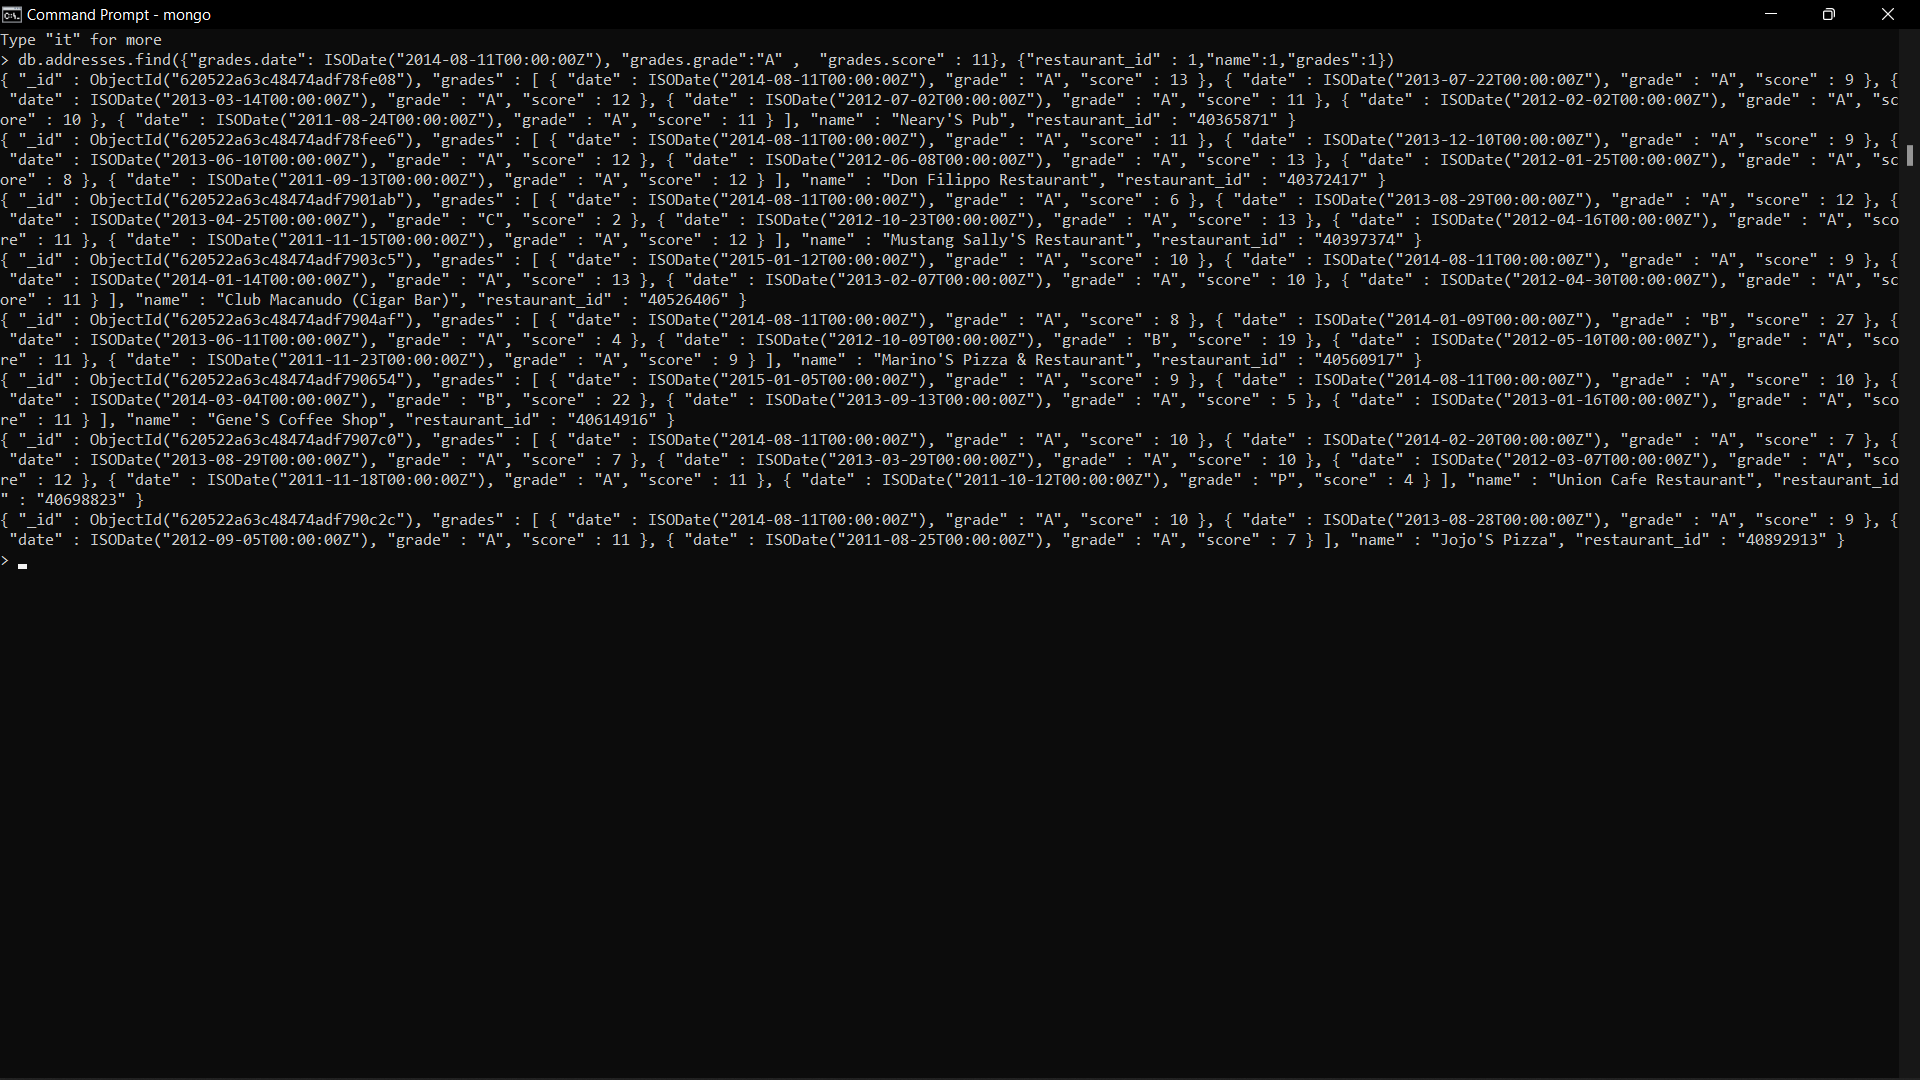 Command Prompt - mongo
Type "it" for more
> db.addresses.find({"grades.date": ISODate("2014-08-11T00:00:00Z"), "grades.grade":"A" ,  "grades.score" : 11}, {"restaurant_id" : 1,"name":1,"grades":1})
{ "_id" : ObjectId("620522a63c48474adf78fe08"), "grades" : [ { "date" : ISODate("2014-08-11T00:00:00Z"), "grade" : "A", "score" : 13 }, { "date" : ISODate("2013-07-22T00:00:00Z"), "grade" : "A", "score" : 9 }, {
"date" : ISODate("2013-03-14T00:00:00Z"), "grade" : "A", "score" : 12 }, { "date" : ISODate("2012-07-02T00:00:00Z"), "grade" : "A", "score" : 11 }, { "date" : ISODate("2012-02-02T00:00:00Z"), "grade" : "A", "sc
ore" : 10 }, { "date" : ISODate("2011-08-24T00:00:00Z"), "grade" : "A", "score" : 11 } ], "name" : "Neary'S Pub", "restaurant_id" : "40365871" }
{ "_id" : ObjectId("620522a63c48474adf78fee6"), "grades" : [ { "date" : ISODate("2014-08-11T00:00:00Z"), "grade" : "A", "score" : 11 }, { "date" : ISODate("2013-12-10T00:00:00Z"), "grade" : "A", "score" : 9 }, {
"date" : ISODate("2013-06-10T00:00:00Z"), "grade" : "A", "score" : 12 }, { "date" : ISODate("2012-06-08T00:00:00Z"), "grade" : "A", "score" : 13 }, { "date" : ISODate("2012-01-25T00:00:00Z"), "grade" : "A", "sc
ore" : 8 }, { "date" : ISODate("2011-09-13T00:00:00Z"), "grade" : "A", "score" : 12 } ], "name" : "Don Filippo Restaurant", "restaurant_id" : "40372417" }
{ "_id" : ObjectId("620522a63c48474adf7901ab"), "grades" : [ { "date" : ISODate("2014-08-11T00:00:00Z"), "grade" : "A", "score" : 6 }, { "date" : ISODate("2013-08-29T00:00:00Z"), "grade" : "A", "score" : 12 }, {
"date" : ISODate("2013-04-25T00:00:00Z"), "grade" : "C", "score" : 2 }, { "date" : ISODate("2012-10-23T00:00:00Z"), "grade" : "A", "score" : 13 }, { "date" : ISODate("2012-04-16T00:00:00Z"), "grade" : "A", "sco
re" : 11 }, { "date" : ISODate("2011-11-15T00:00:00Z"), "grade" : "A", "score" : 12 } ], "name" : "Mustang Sally'S Restaurant", "restaurant_id" : "40397374" }
{ "_id" : ObjectId("620522a63c48474adf7903c5"), "grades" : [ { "date" : ISODate("2015-01-12T00:00:00Z"), "grade" : "A", "score" : 10 }, { "date" : ISODate("2014-08-11T00:00:00Z"), "grade" : "A", "score" : 9 }, {
"date" : ISODate("2014-01-14T00:00:00Z"), "grade" : "A", "score" : 13 }, { "date" : ISODate("2013-02-07T00:00:00Z"), "grade" : "A", "score" : 10 }, { "date" : ISODate("2012-04-30T00:00:00Z"), "grade" : "A", "sc
ore" : 11 } ], "name" : "Club Macanudo (Cigar Bar)", "restaurant_id" : "40526406" }
{ "_id" : ObjectId("620522a63c48474adf7904af"), "grades" : [ { "date" : ISODate("2014-08-11T00:00:00Z"), "grade" : "A", "score" : 8 }, { "date" : ISODate("2014-01-09T00:00:00Z"), "grade" : "B", "score" : 27 }, {
"date" : ISODate("2013-06-11T00:00:00Z"), "grade" : "A", "score" : 4 }, { "date" : ISODate("2012-10-09T00:00:00Z"), "grade" : "B", "score" : 19 }, { "date" : ISODate("2012-05-10T00:00:00Z"), "grade" : "A", "sco
re" : 11 }, { "date" : ISODate("2011-11-23T00:00:00Z"), "grade" : "A", "score" : 9 } ], "name" : "Marino'S Pizza & Restaurant", "restaurant_id" : "40560917" }
{ "_id" : ObjectId("620522a63c48474adf790654"), "grades" : [ { "date" : ISODate("2015-01-05T00:00:00Z"), "grade" : "A", "score" : 9 }, { "date" : ISODate("2014-08-11T00:00:00Z"), "grade" : "A", "score" : 10 }, {
"date" : ISODate("2014-03-04T00:00:00Z"), "grade" : "B", "score" : 22 }, { "date" : ISODate("2013-09-13T00:00:00Z"), "grade" : "A", "score" : 5 }, { "date" : ISODate("2013-01-16T00:00:00Z"), "grade" : "A", "sco
re" : 11 } ], "name" : "Gene'S Coffee Shop", "restaurant_id" : "40614916" }
{ "_id" : ObjectId("620522a63c48474adf7907c0"), "grades" : [ { "date" : ISODate("2014-08-11T00:00:00Z"), "grade" : "A", "score" : 10 }, { "date" : ISODate("2014-02-20T00:00:00Z"), "grade" : "A", "score" : 7 }, {
"date" : ISODate("2013-08-29T00:00:00Z"), "grade" : "A", "score" : 7 }, { "date" : ISODate("2013-03-29T00:00:00Z"), "grade" : "A", "score" : 10 }, { "date" : ISODate("2012-03-07T00:00:00Z"), "grade" : "A", "sco
re" : 12 }, { "date" : ISODate("2011-11-18T00:00:00Z"), "grade" : "A", "score" : 11 }, { "date" : ISODate("2011-10-12T00:00:00Z"), "grade" : "P", "score" : 4 } ], "name" : "Union Cafe Restaurant", "restaurant_id
" : "40698823" }
{ "_id" : ObjectId("620522a63c48474adf790c2c"), "grades" : [ { "date" : ISODate("2014-08-11T00:00:00Z"), "grade" : "A", "score" : 10 }, { "date" : ISODate("2013-08-28T00:00:00Z"), "grade" : "A", "score" : 9 }, {
"date" : ISODate("2012-09-05T00:00:00Z"), "grade" : "A", "score" : 11 }, { "date" : ISODate("2011-08-25T00:00:00Z"), "grade" : "A", "score" : 7 } ], "name" : "Jojo'S Pizza", "restaurant_id" : "40892913" }
>